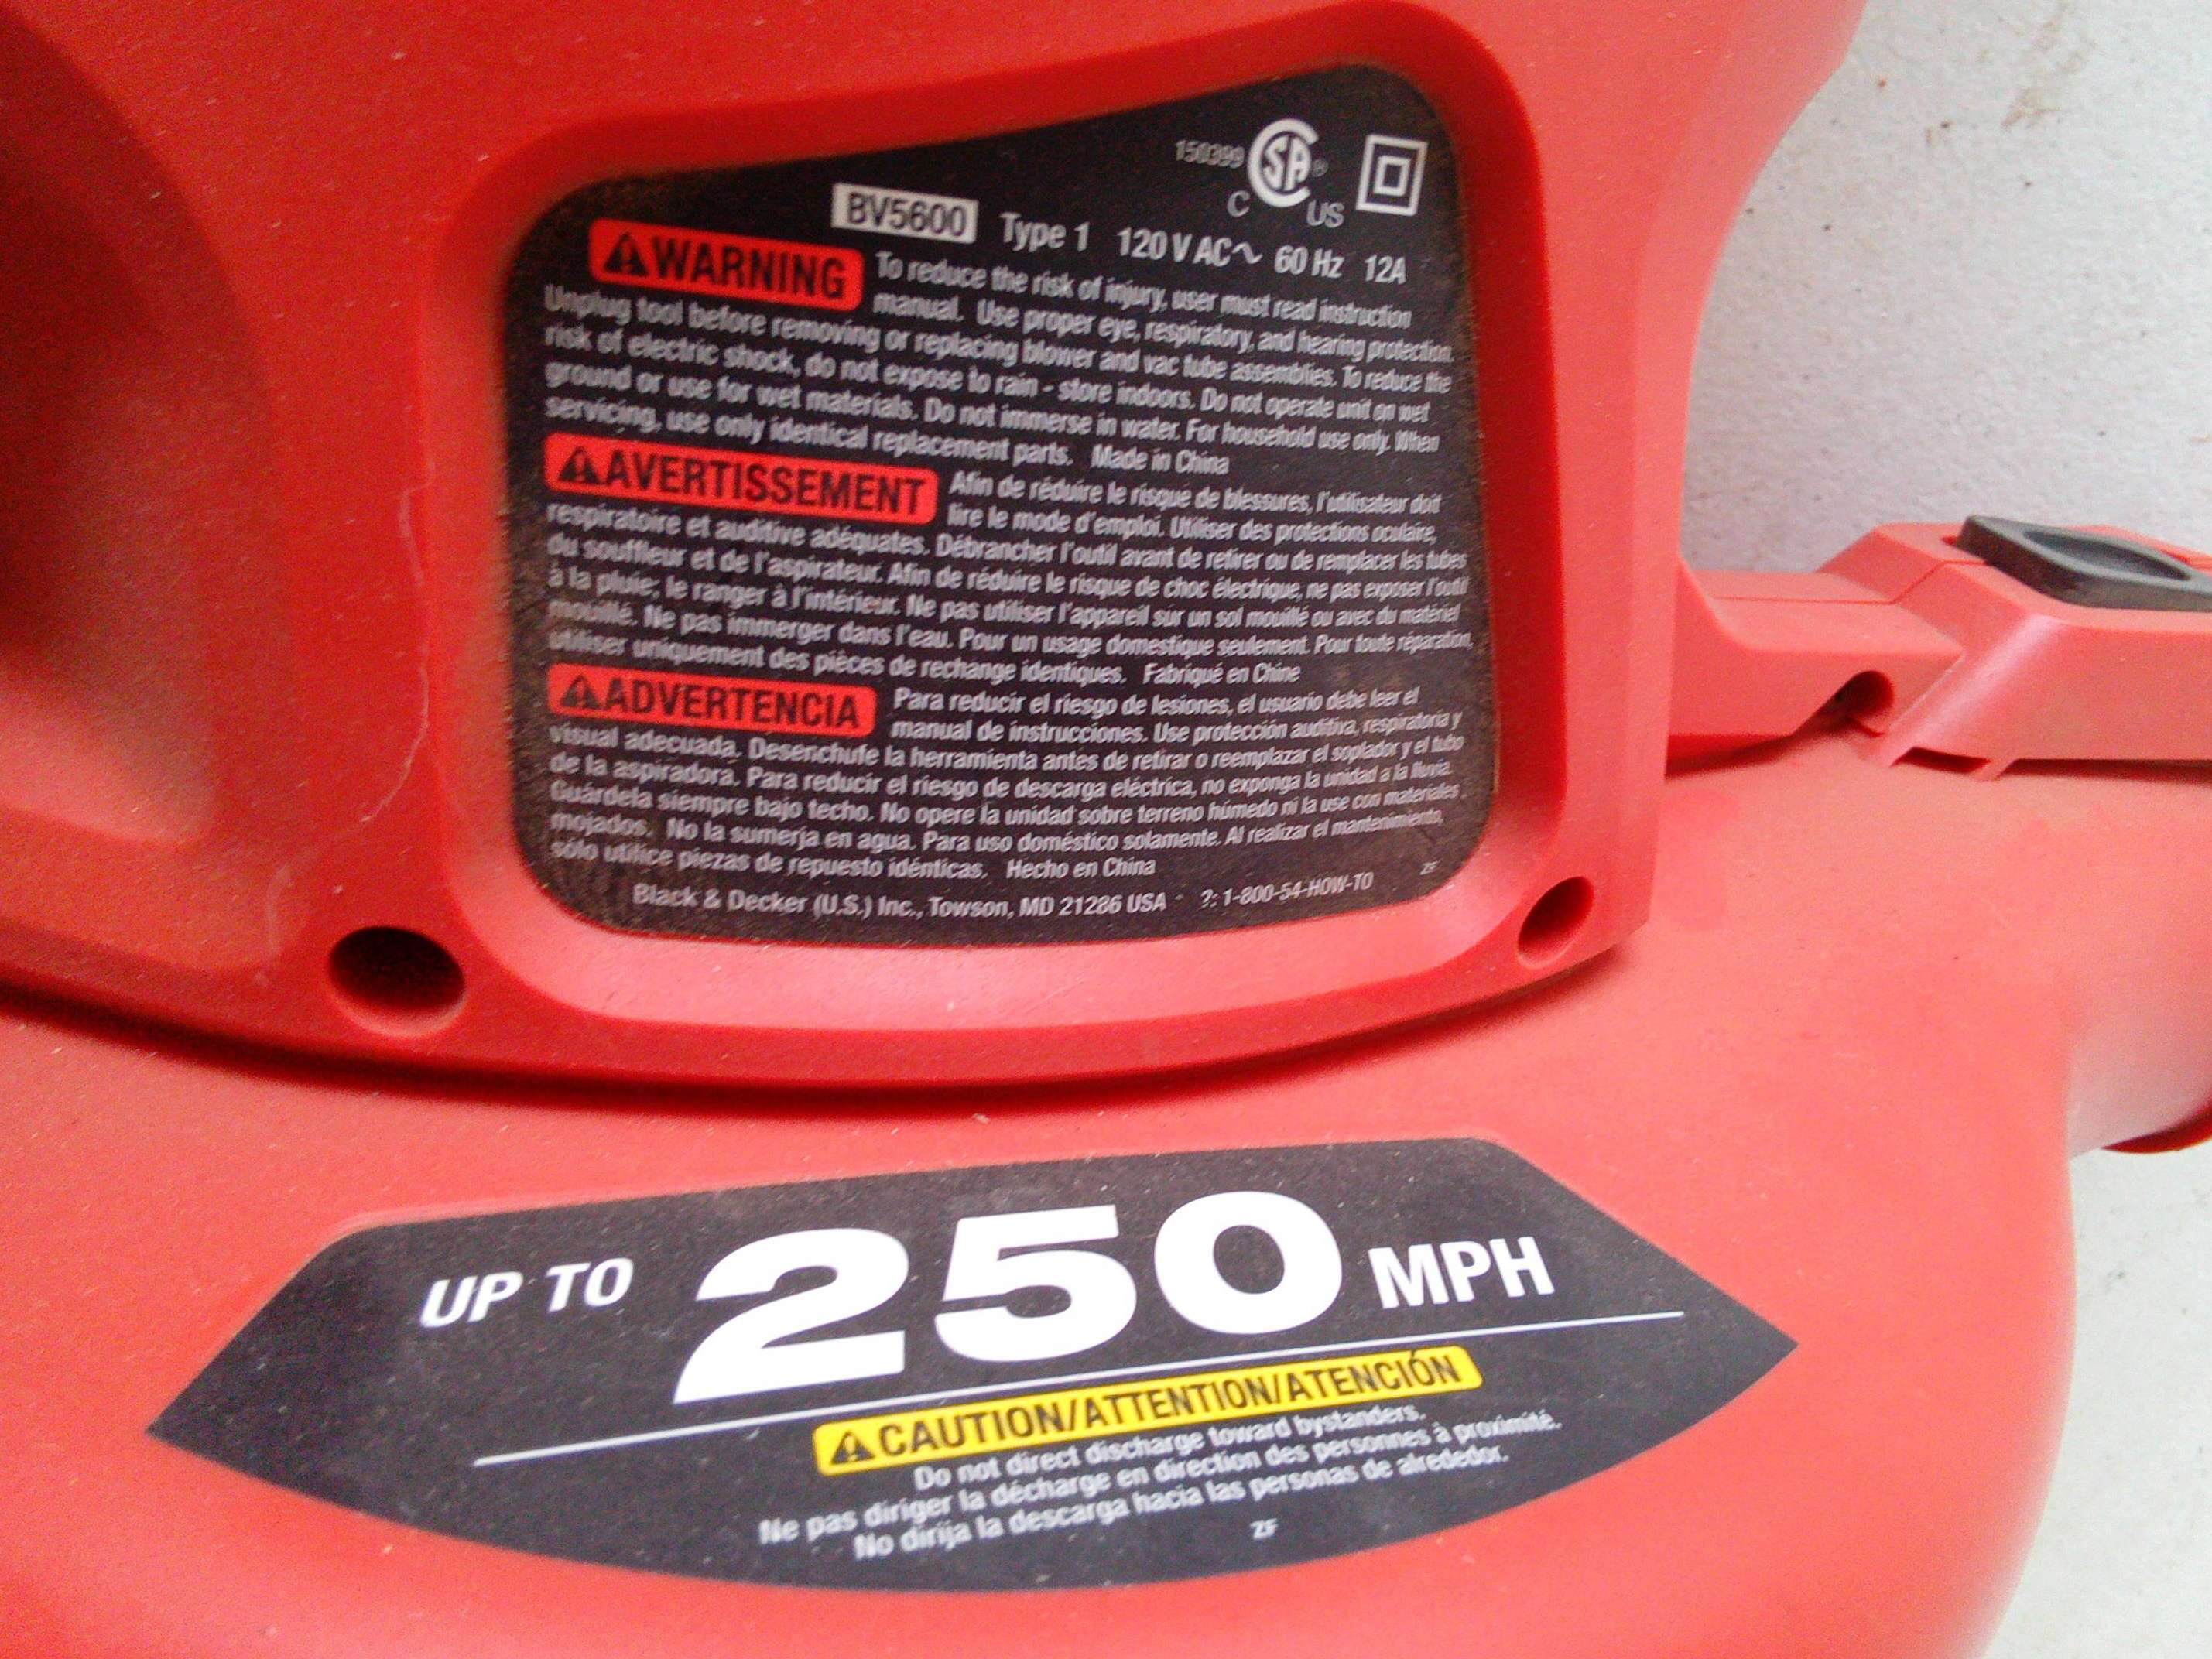 150399 SA ®
C US
BV5600 Type 1 120 V AC~ 60 Hz 12A
⚠WARNING To reduce the risk of injury, user must read instruction
manual. Use proper eye, respiratory, and hearing protection.
Unplug tool before removing or replacing blower and vac tube assemblies. To reduce the
risk of electric shock, do not expose to rain - store indoors. Do not operate unit on wet
ground or use for wet materials. Do not immerse in water. For household use only. When
servicing, use only identical replacement parts. Made in China
⚠AVERTISSEMENT Afin de réduire le risque de blessures, l'utilisateur doit
lire le mode d'emploi. Utiliser des protections oculaire,
respiratoire et auditive adéquates. Débrancher l'outil avant de retirer ou de remplacer les tubes
du souffleur et de l'aspirateur. Afin de réduire le risque de choc électrique, ne pas exposer l'outil
à la pluie; le ranger à l'intérieur. Ne pas utiliser l'appareil sur un sol mouillé ou avec du matériel
mouillé. Ne pas immerger dans l'eau. Pour un usage domestique seulement. Pour toute réparation,
utiliser uniquement des pièces de rechange identiques. Fabriqué en Chine
⚠ADVERTENCIA Para reducir el riesgo de lesiones, el usuario debe leer el
manual de instrucciones. Use protección auditiva, respiratoria y
visual adecuada. Desenchufe la herramienta antes de retirar o reemplazar el soplador y el tubo
de la aspiradora. Para reducir el riesgo de descarga eléctrica, no exponga la unidad a la lluvia.
Guárdela siempre bajo techo. No opere la unidad sobre terreno húmedo ni la use con materiales
mojados. No la sumerja en agua. Para uso doméstico solamente. Al realizar el mantenimiento,
sólo utilice piezas de repuesto idénticas. Hecho en China
Black & Decker (U.S.) Inc., Towson, MD 21286 USA ?: 1-800-54-HOW-TO ZF
UP TO 250 MPH
⚠CAUTION/ATTENTION/ATENCIÓN
Do not direct discharge toward bystanders.
Ne pas diriger la décharge en direction des personnes à proximité.
No dirija la descarga hacia las personas de alrededor.
ZF